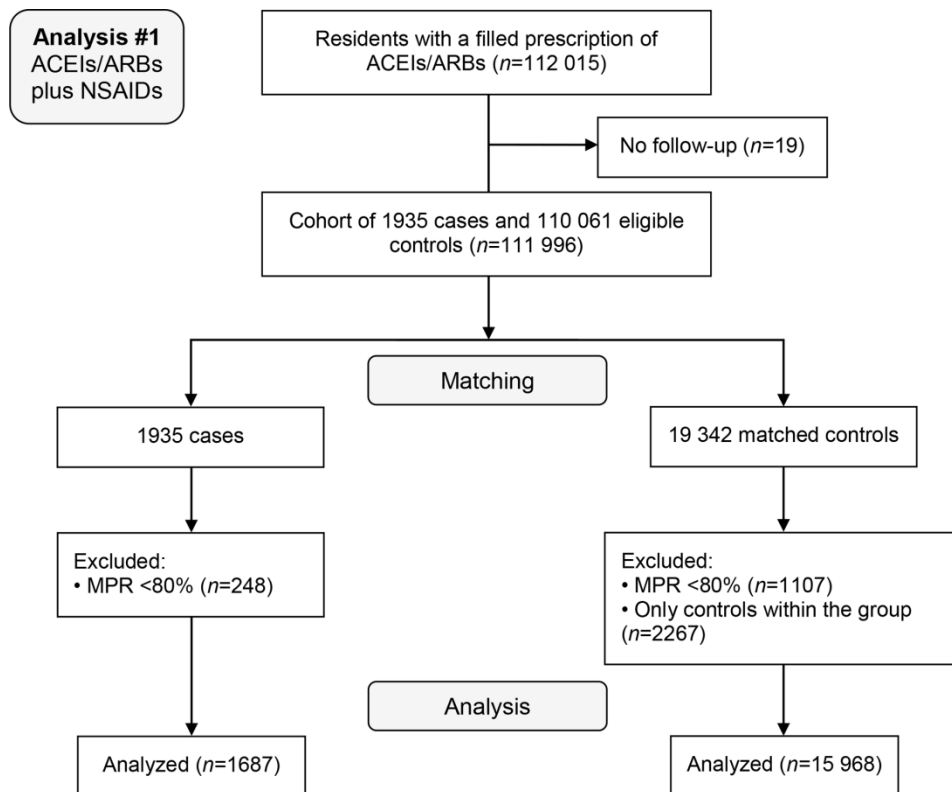 Analysis #1
ACEIs/ARBs
plus NSAIDs
Residents with a filled prescription of
ACEIs/ARBs (n=112 015)
No follow-up (n=19)
Cohort of 1935 cases and 110 061 eligible
controls (n=111 996)
Matching
1935 cases
19 342 matched controls
Excluded:
• MPR <80% (n=248)
Excluded:
• MPR <80% (n=1107)
• Only controls within the group
(n=2267)
Analysis
Analyzed (n=1687)
Analyzed (n=15 968)